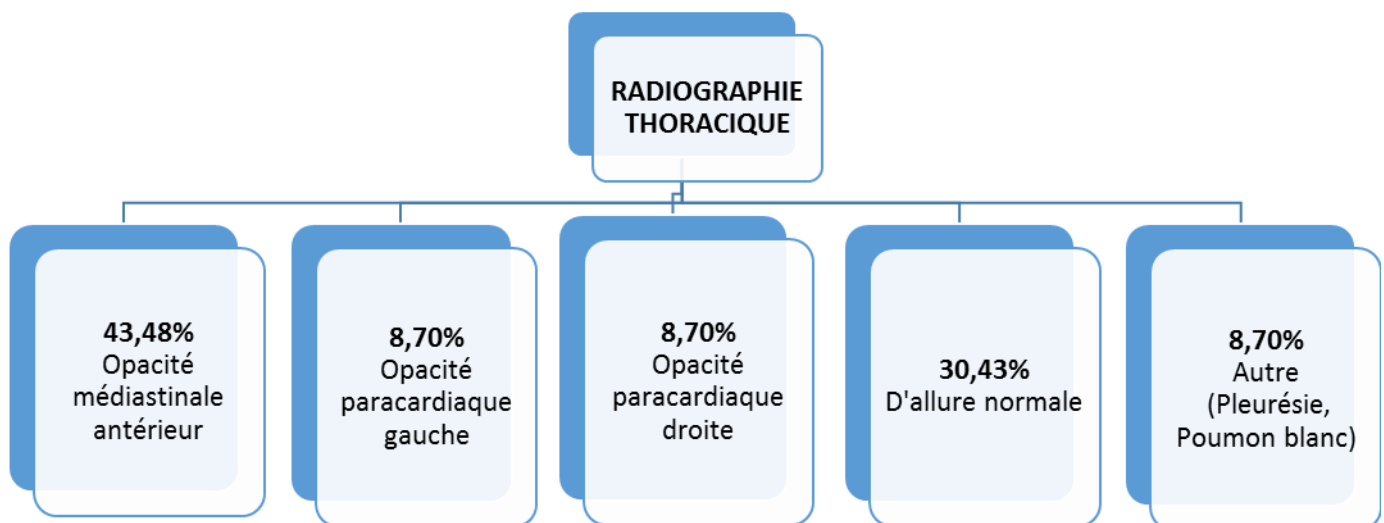 RADIOGRAPHIE
THORACIQUE
43,48%
Opacité
médiastinale
antérieur
8,70%
Opacité
paracardiaque
gauche
8,70%
Opacité
paracardiaque
droite
30,43%
D'allure normale
8,70%
Autre
(Pleurésie,
Poumon blanc)